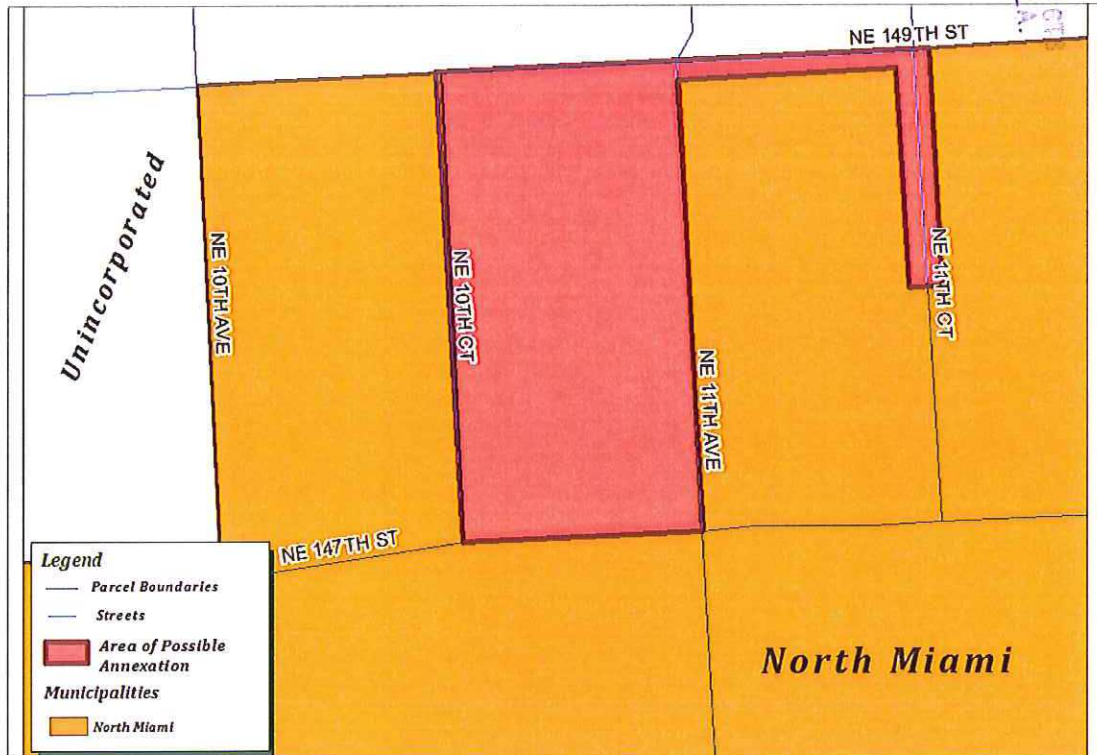 NE 149TH ST
Unincorporated
NE 10TH AVE
NE 10TH CT
NE 11TH AVE
NE 11TH CT
NE 147TH ST
North Miami
Legend
Parcel Boundaries
Streets
Area of Possible
Annexation
Municipalities
North Miami